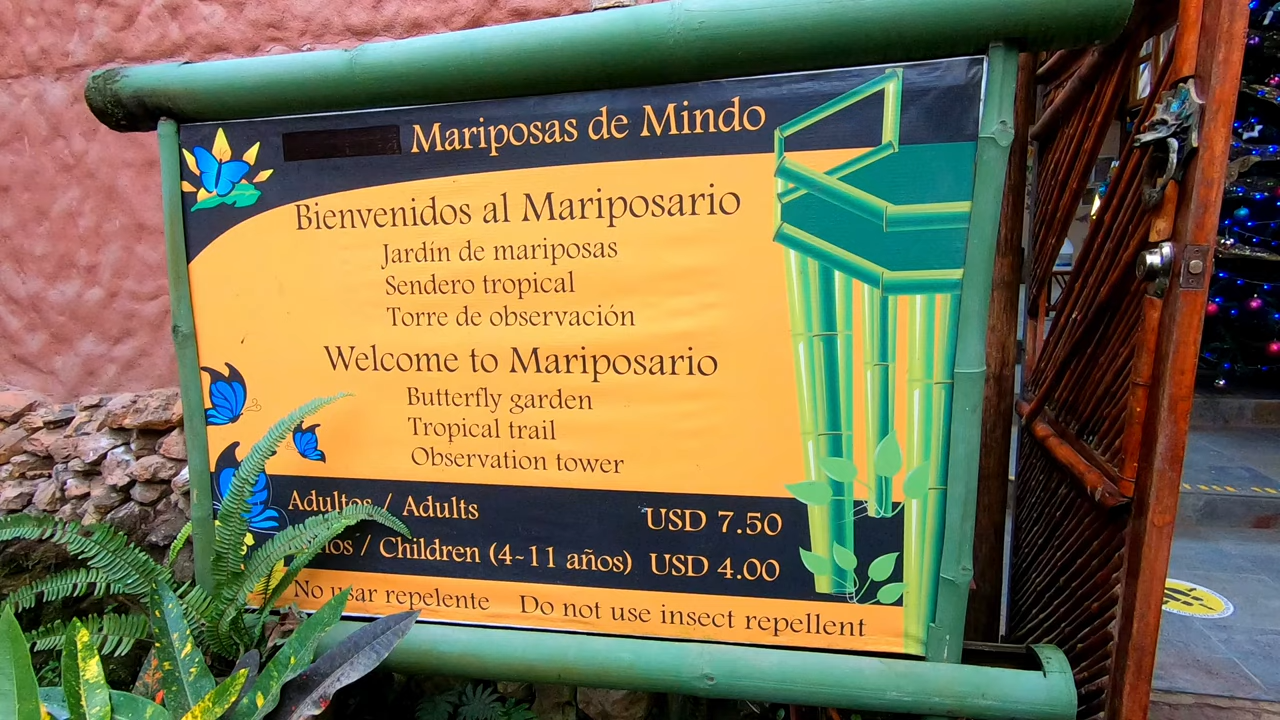 Mariposas de Mindo
Bienvenidos al Mariposario
Jardín de mariposas
Sendero tropical
Torre de observación
Welcome to Mariposario
Butterfly garden
Tropical trail
Observation tower
Adultos / Adults USD 7.50
/ Children (4-11 años) USD 4.00
No usar repelente Do not use insect repellent